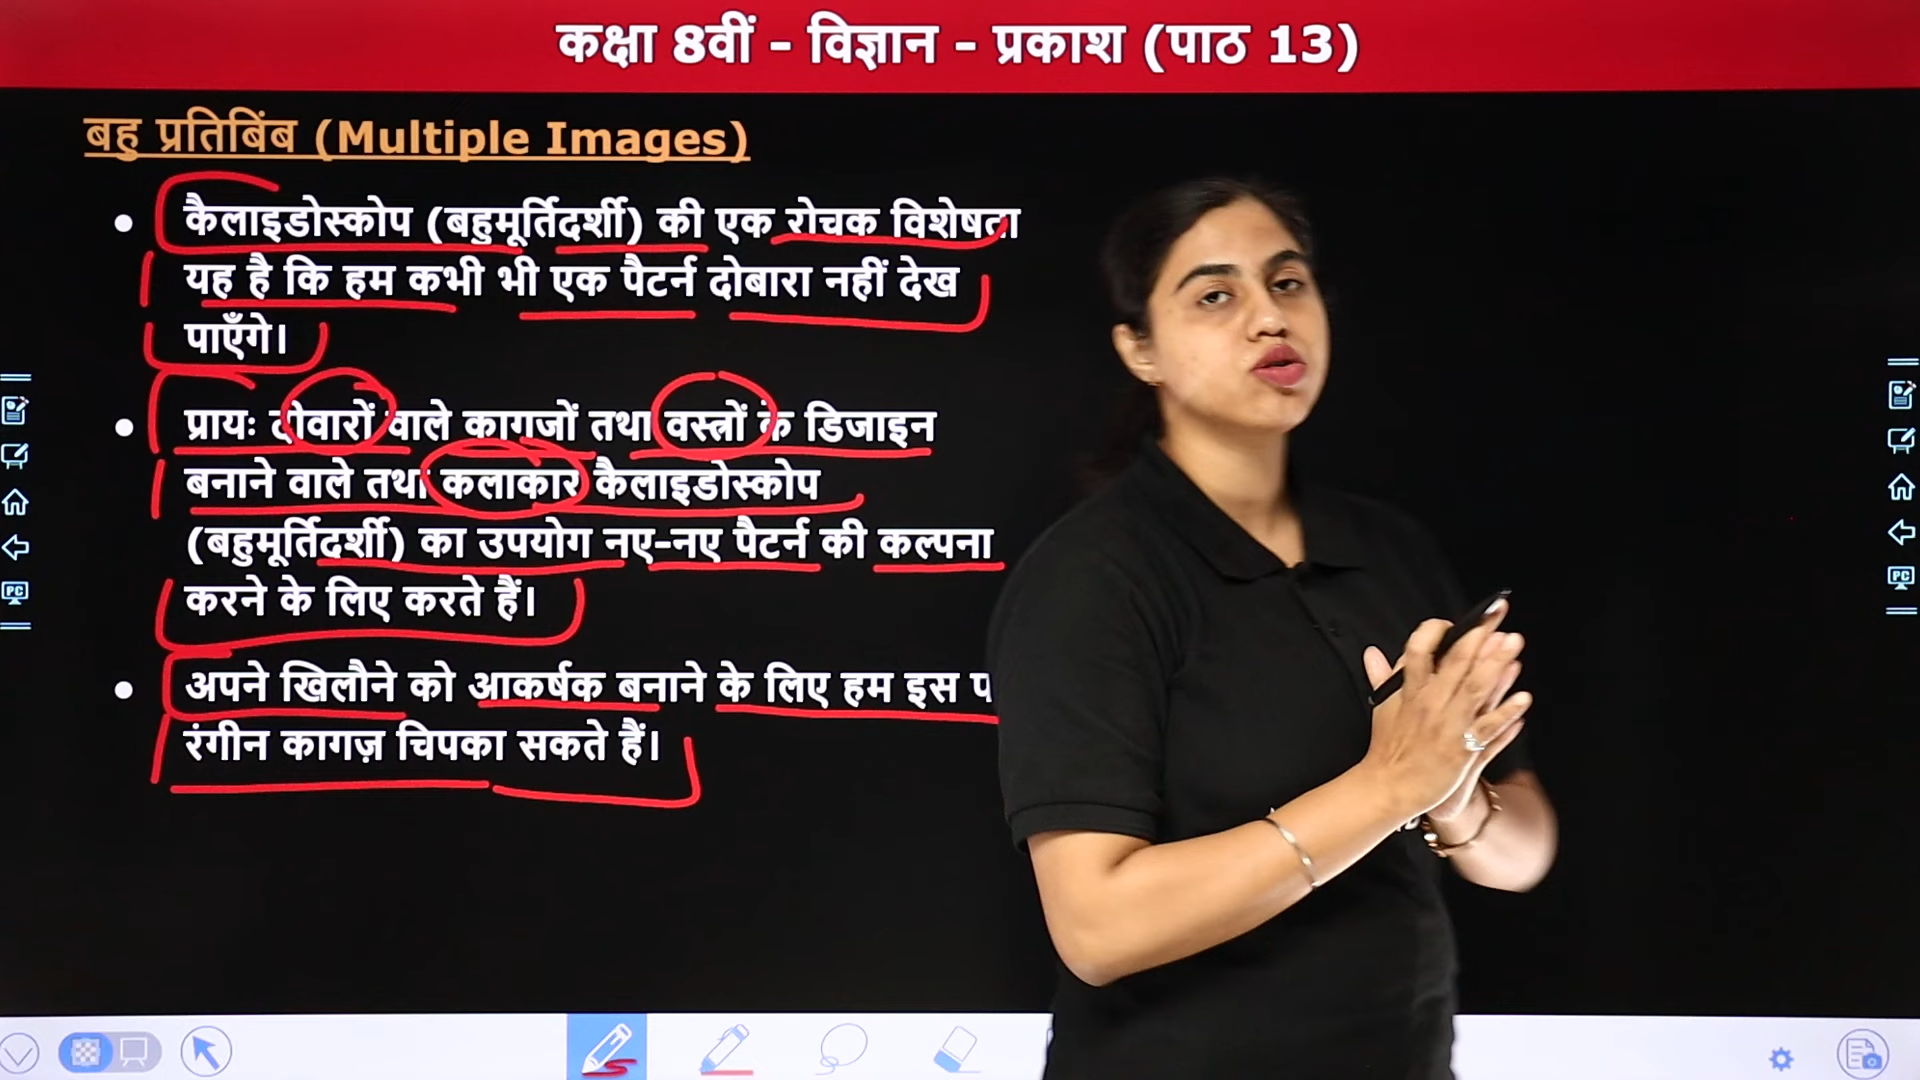 कक्षा 8वीं - विज्ञान - प्रकाश (पाठ 13)
बहु प्रतिबिंब (Multiple Images)
• कैलाइडोस्कोप (बहुमूर्तिदर्शी) की एक रोचक विशेषता
यह है कि हम कभी भी एक पैटर्न दोबारा नहीं देख
पाएँगे।
• प्रायः दीवारों वाले कागजों तथा वस्त्रों के डिजाइन
बनाने वाले तथा कलाकार कैलाइडोस्कोप
(बहुमूर्तिदर्शी) का उपयोग नए-नए पैटर्न की कल्पना
करने के लिए करते हैं।
• अपने खिलौने को आकर्षक बनाने के लिए हम इस
रंगीन कागज़ चिपका सकते हैं।
PC
PC